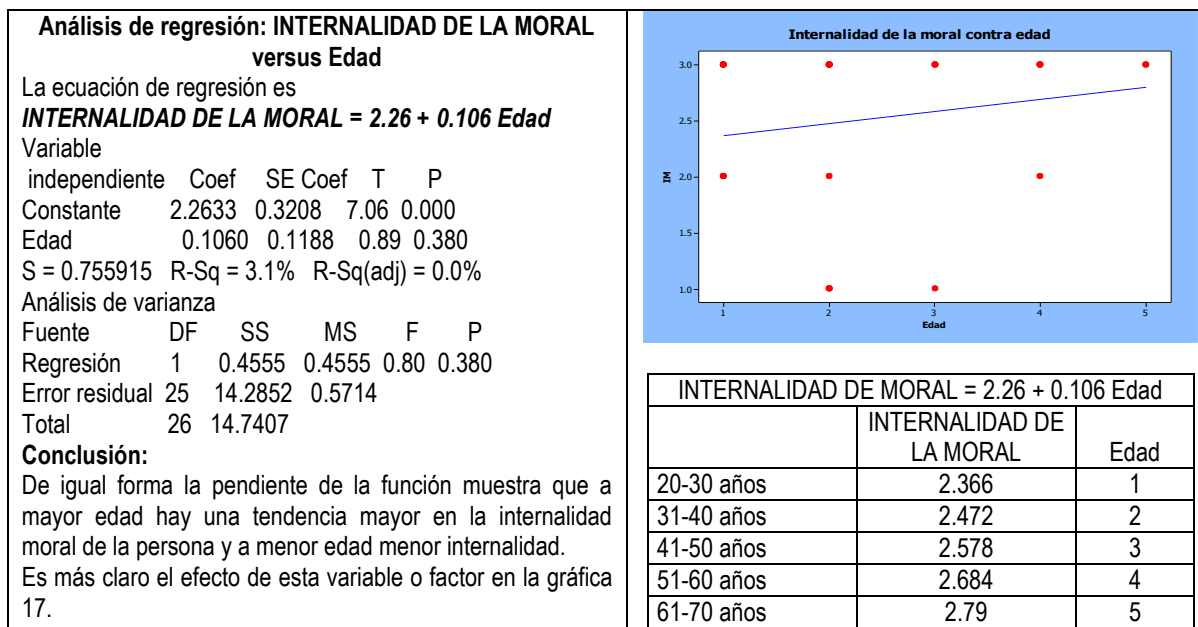 Análisis de regresión: INTERNALIDAD DE LA MORAL
versus Edad
La ecuación de regresión es
INTERNALIDAD DE LA MORAL = 2.26 + 0.106 Edad
Variable
independiente Coef SE Coef T P
Constante 2.2633 0.3208 7.06 0.000
Edad 0.1060 0.1188 0.89 0.380
S = 0.755915 R-Sq = 3.1% R-Sq(adj) = 0.0%
Análisis de varianza
Fuente DF SS MS F P
Regresión 1 0.4555 0.4555 0.80 0.380
Error residual 25 14.2852 0.5714
Total 26 14.7407
Conclusión:
De igual forma la pendiente de la función muestra que a
mayor edad hay una tendencia mayor en la internalidad
moral de la persona y a menor edad menor internalidad.
Es más claro el efecto de esta variable o factor en la gráfica
17.
Internalidad de la moral contra edad
3.0
2.5
2.0
1.5
1.0
IM
1 2 3 4 5
Edad
INTERNALIDAD DE MORAL = 2.26 + 0.106 Edad
INTERNALIDAD DE
LA MORAL Edad
20-30 años 2.366 1
31-40 años 2.472 2
41-50 años 2.578 3
51-60 años 2.684 4
61-70 años 2.79 5